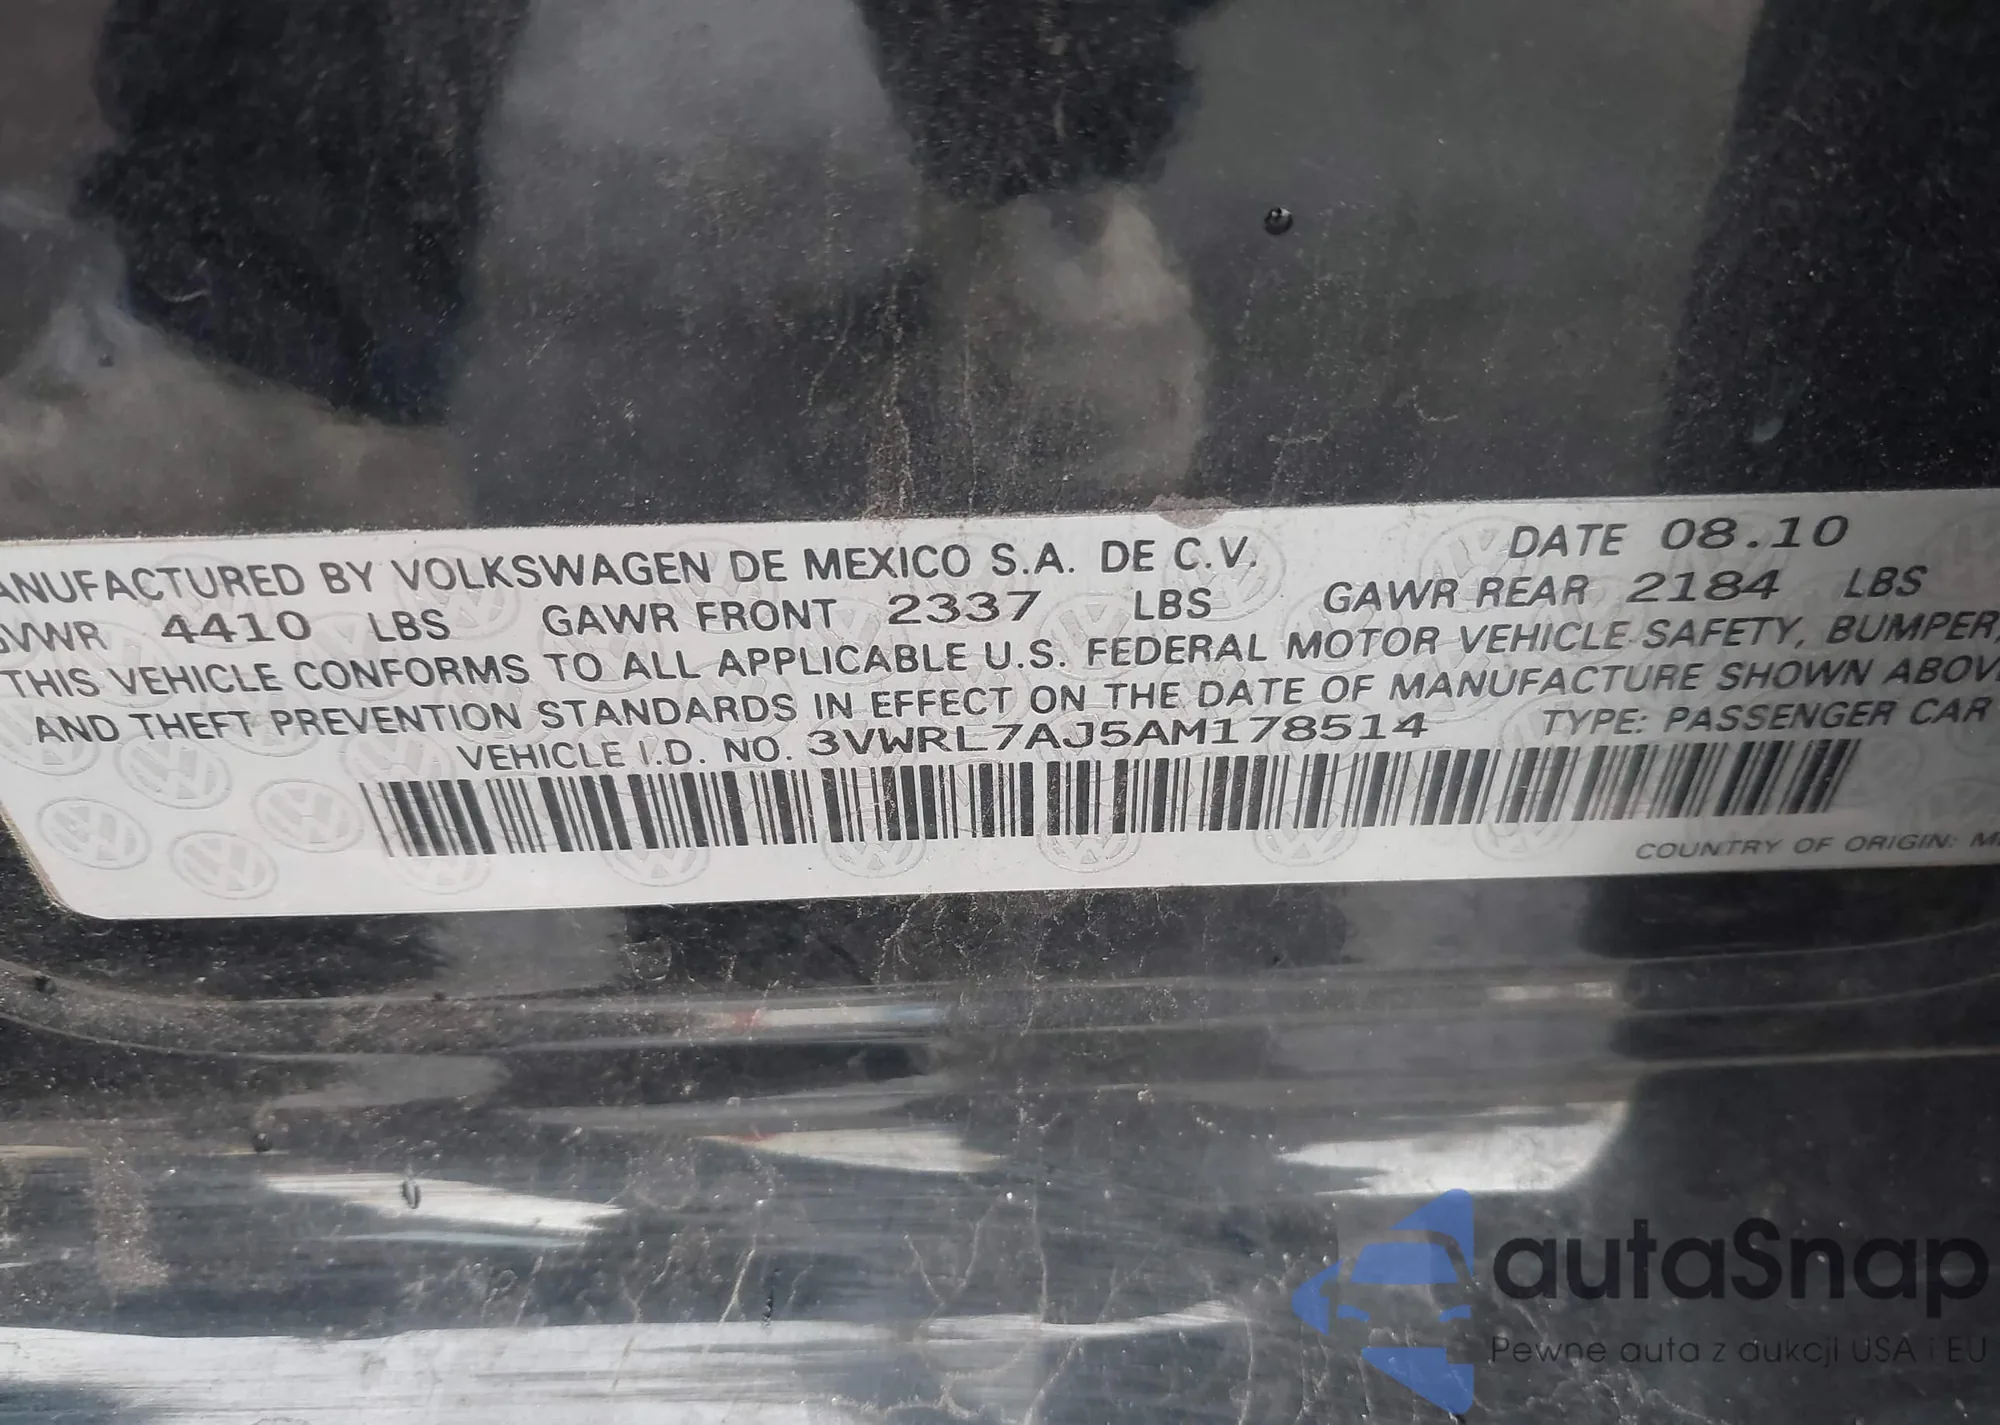 ANUFACTURED BY VOLKSWAGEN DE MEXICO S.A. DE C.V. DATE 08.10
GVWR 4410 LBS GAWR FRONT 2337 LBS GAWR REAR 2184 LBS
THIS VEHICLE CONFORMS TO ALL APPLICABLE U.S. FEDERAL MOTOR VEHICLE SAFETY, BUMPER,
AND THEFT PREVENTION STANDARDS IN EFFECT ON THE DATE OF MANUFACTURE SHOWN ABOV
VEHICLE I.D. NO. 3VWRL7AJ5AM178514 TYPE: PASSENGER CAR
COUNTRY OF ORIGIN: M
autaSnap
Pewne auta z aukcji USA i EU